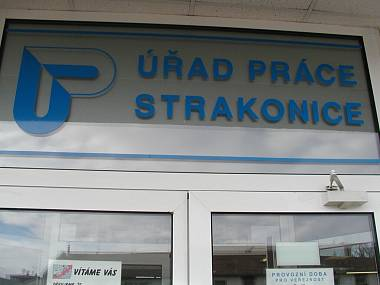 ÚŘAD PRÁCE
STRAKONICE
VÍTÁME VÁS
PROVOZNÍ DOBA
PRO VEŘEJNOST